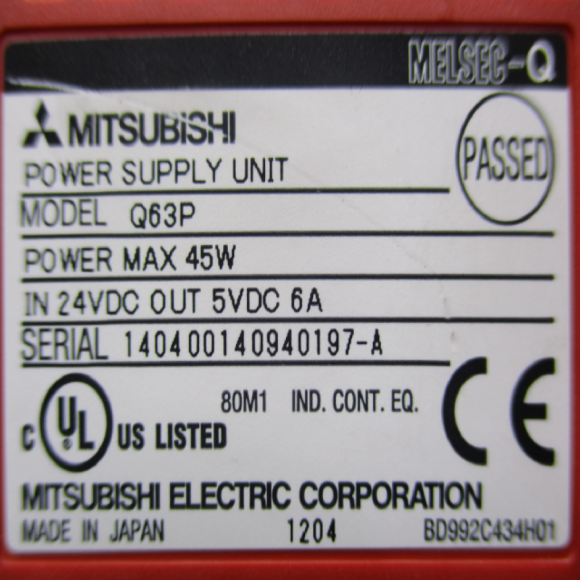 MELSEC-Q
MITSUBISHI
PASSED
POWER SUPPLY UNIT
MODEL Q63P
POWER MAX 45W
IN 24VDC OUT 5VDC 6A
SERIAL 140400140940197-A
80M1 IND. CONT. EQ.
C UL US LISTED
CE
MITSUBISHI ELECTRIC CORPORATION
MADE IN JAPAN 1204 BD992C434H01